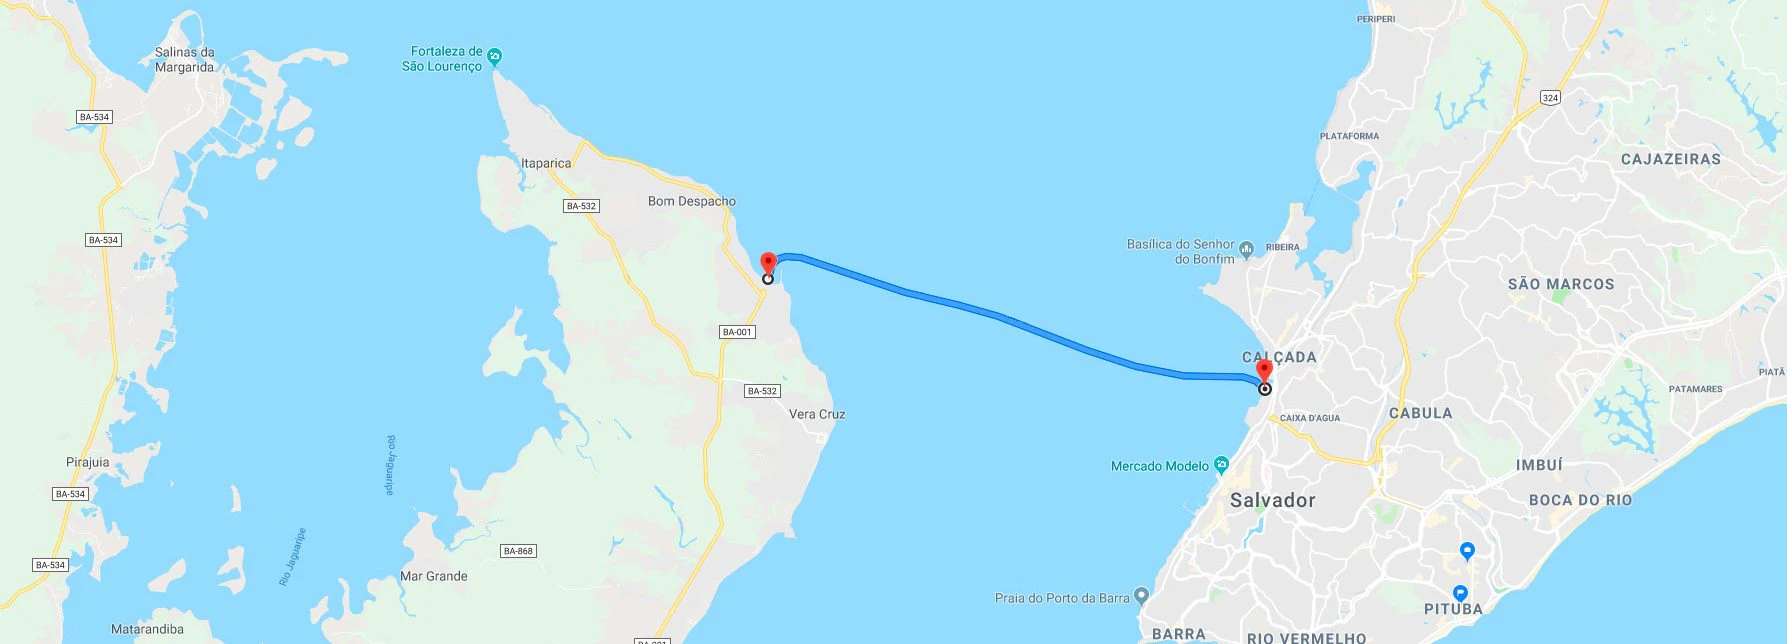 PERIPERI
Salinas da
Margarida
Fortaleza de
São Lourenço
324
BA-534
PLATAFORMA
CAJAZEIRAS
Itaparica
Bom Despacho
BA-532
BA-534
Basílica do Senhor
do Bonfim
RIBEIRA
SÃO MARCOS
BA-001
CALÇADA
PIATÃ
PATAMARES
BA-532
Vera Cruz
CAIXA D'AGUA
CABULA
Rio Jaguaripe
Pirajuia
Mercado Modelo
IMBUÍ
BA-534
Salvador
BOCA DO RIO
BA-868
Rio Jaguaripe
BA-534
Mar Grande
Praia do Porto da Barra
PITUBA
Matarandiba
BARRA
RIO VERMELHO
BA-001